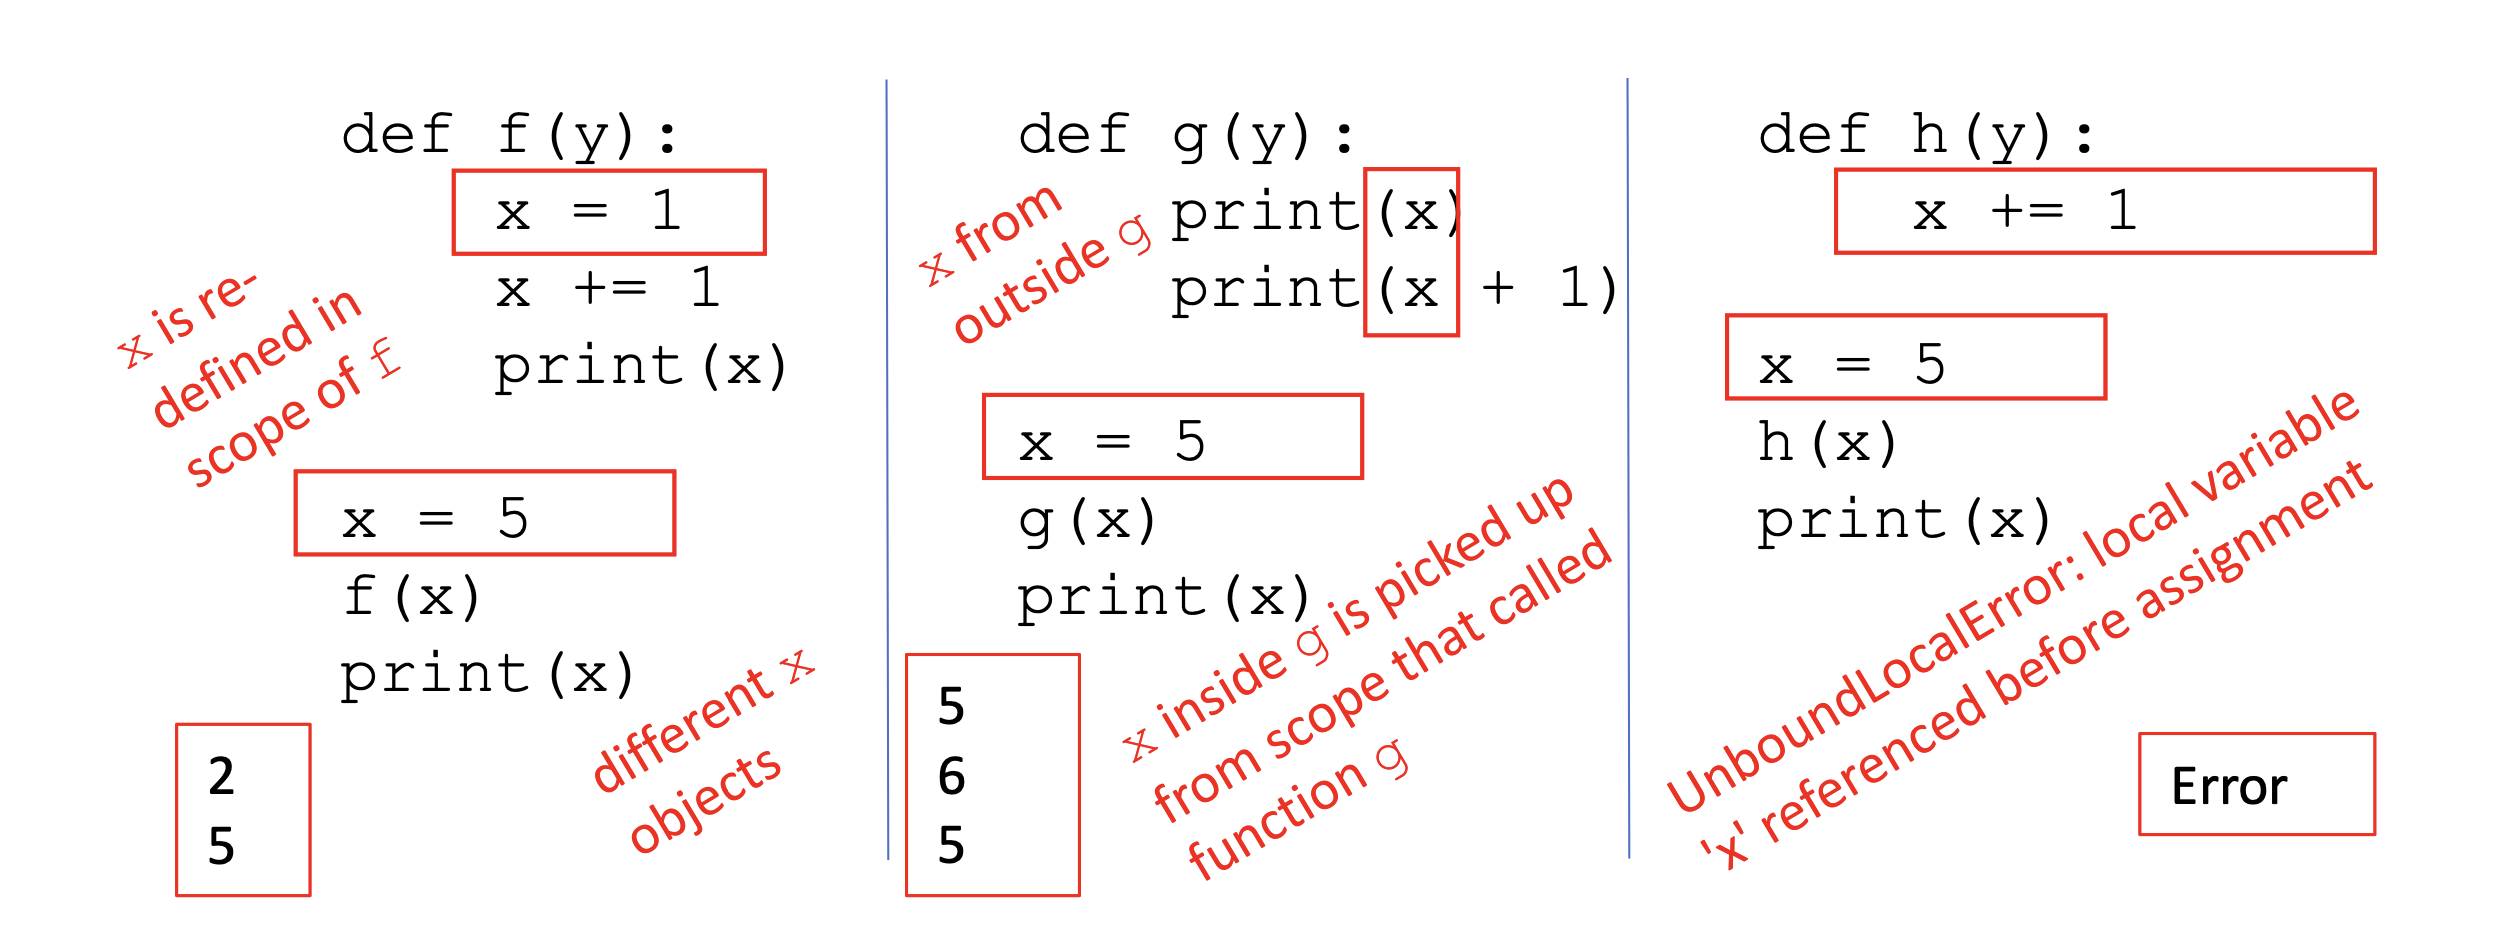 def f(y):
    x = 1
    x += 1
    print(x)
x = 5
f(x)
print(x)
x is re-
defined in
scope of f
different x
objects
2
5
def g(y):
    print(x)
    print(x + 1)
x = 5
g(x)
print(x)
x from
outside g
x inside g is picked up
from scope that called
function g
5
6
5
def h(y):
    x += 1
x = 5
h(x)
print(x)
UnboundLocalError: local variable
'x' referenced before assignment
Error